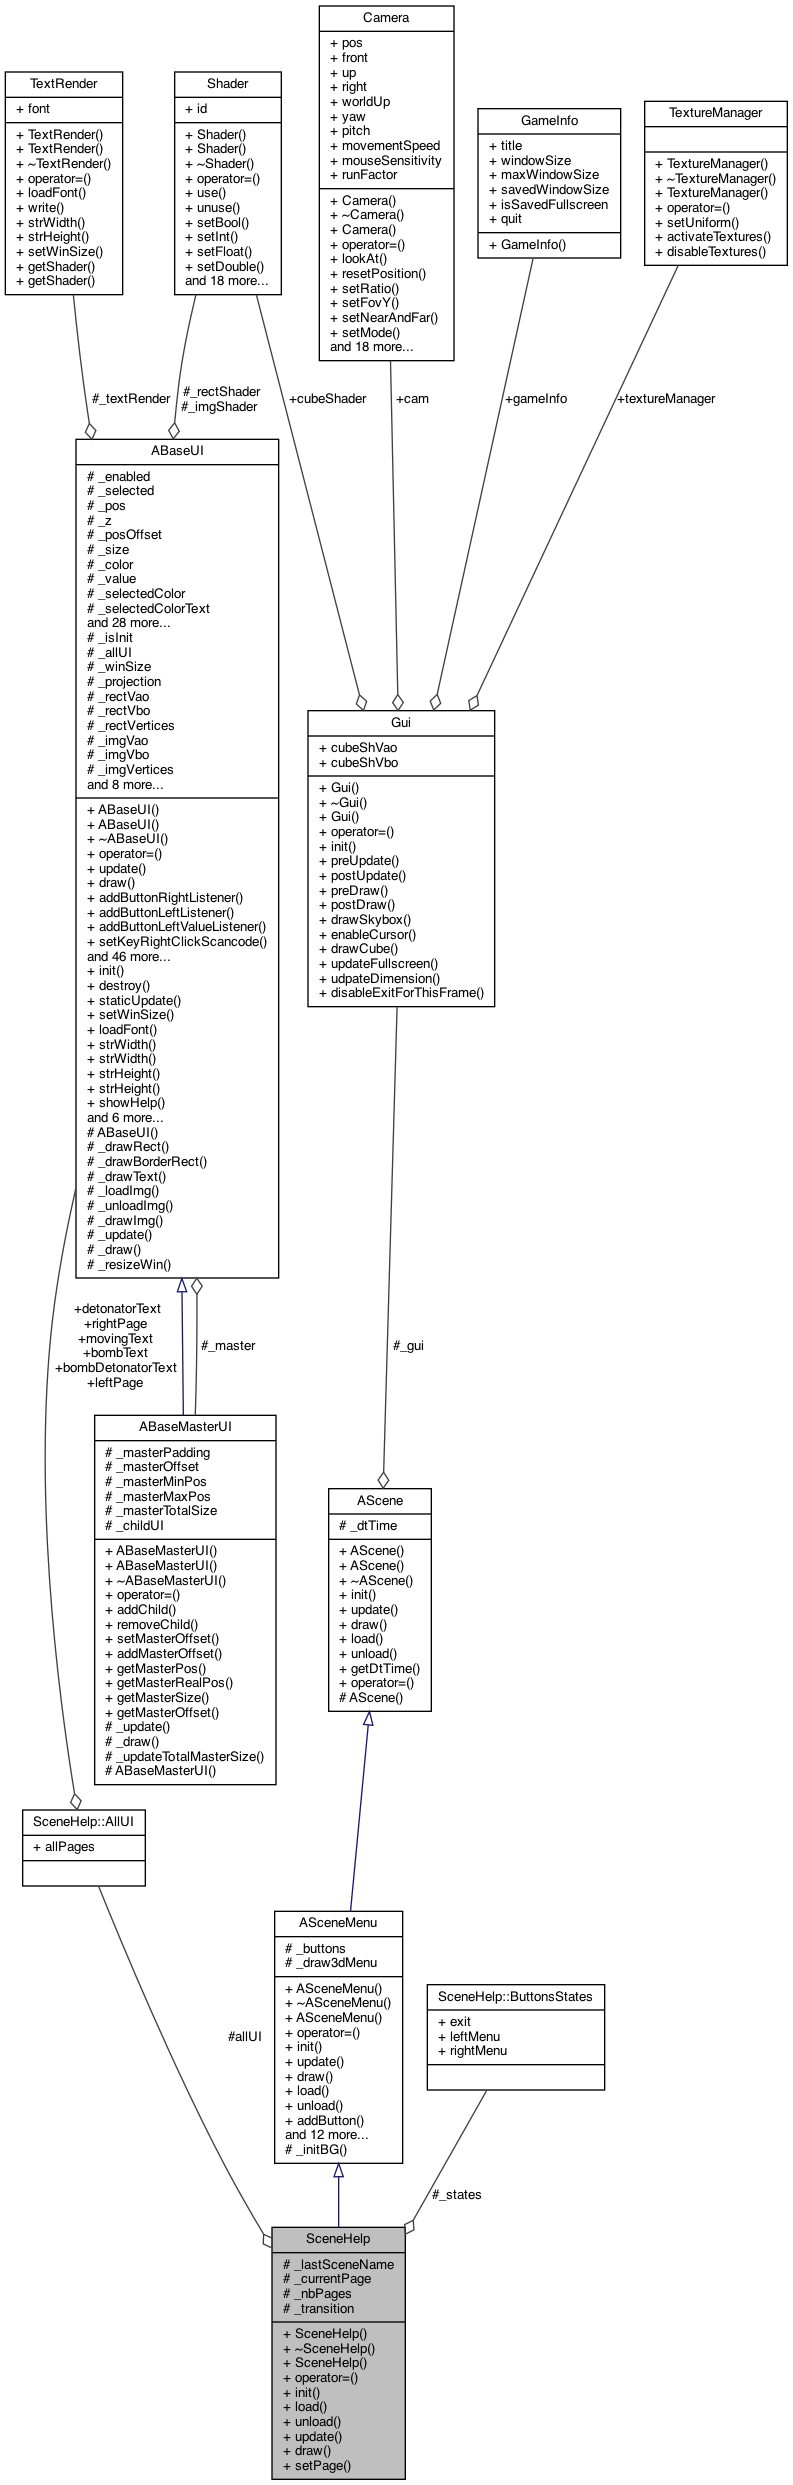 Camera
+ pos
+ front
+ up
+ right
+ worldUp
+ yaw
+ pitch
+ movementSpeed
+ mouseSensitivity
+ runFactor
+ Camera()
+ ~Camera()
+ Camera()
+ operator=()
+ lookAt()
+ resetPosition()
+ setRatio()
+ setFovY()
+ setNearAndFar()
+ setMode()
and 18 more...
TextRender
+ font
+ TextRender()
+ TextRender()
+ ~TextRender()
+ operator=()
+ loadFont()
+ write()
+ strWidth()
+ strHeight()
+ setWinSize()
+ getShader()
+ getShader()
Shader
+ id
+ Shader()
+ Shader()
+ ~Shader()
+ operator=()
+ use()
+ unuse()
+ setBool()
+ setInt()
+ setFloat()
+ setDouble()
and 18 more...
GameInfo
+ title
+ windowSize
+ maxWindowSize
+ savedWindowSize
+ isSavedFullscreen
+ quit
+ GameInfo()
TextureManager
+ TextureManager()
+ ~TextureManager()
+ TextureManager()
+ operator=()
+ setUniform()
+ activateTextures()
+ disableTextures()
#_textRender
#_rectShader
#_imgShader
+cubeShader
+cam
+gameInfo
+textureManager
ABaseUI
# _enabled
# _selected
# _pos
# _z
# _posOffset
# _size
# _color
# _value
# _selectedColor
# _selectedColorText
and 28 more...
# _isInit
# _allUI
# _winSize
# _projection
# _rectVao
# _rectVbo
# _rectVertices
# _imgVao
# _imgVbo
# _imgVertices
and 8 more...
+ ABaseUI()
+ ABaseUI()
+ ~ABaseUI()
+ operator=()
+ update()
+ draw()
+ addButtonRightListener()
+ addButtonLeftListener()
+ addButtonLeftValueListener()
+ setKeyRightClickScancode()
and 46 more...
+ init()
+ destroy()
+ staticUpdate()
+ setWinSize()
+ loadFont()
+ strWidth()
+ strWidth()
+ strHeight()
+ strHeight()
+ showHelp()
and 6 more...
# ABaseUI()
# _drawRect()
# _drawBorderRect()
# _drawText()
# _loadImg()
# _unloadImg()
# _drawImg()
# _update()
# _draw()
# _resizeWin()
Gui
+ cubeShVao
+ cubeShVbo
+ Gui()
+ ~Gui()
+ Gui()
+ operator=()
+ init()
+ preUpdate()
+ postUpdate()
+ preDraw()
+ postDraw()
+ drawSkybox()
+ enableCursor()
+ drawCube()
+ updateFullscreen()
+ udpateDimension()
+ disableExitForThisFrame()
+detonatorText
+rightPage
+movingText
+bombText
+bombDetonatorText
+leftPage
#_master
#_gui
ABaseMasterUI
# _masterPadding
# _masterOffset
# _masterMinPos
# _masterMaxPos
# _masterTotalSize
# _childUI
+ ABaseMasterUI()
+ ABaseMasterUI()
+ ~ABaseMasterUI()
+ operator=()
+ addChild()
+ removeChild()
+ setMasterOffset()
+ addMasterOffset()
+ getMasterPos()
+ getMasterRealPos()
+ getMasterSize()
+ getMasterOffset()
# _update()
# _draw()
# _updateTotalMasterSize()
# ABaseMasterUI()
AScene
# _dtTime
+ AScene()
+ AScene()
+ ~AScene()
+ init()
+ update()
+ draw()
+ load()
+ unload()
+ getDtTime()
+ operator=()
# AScene()
SceneHelp::AllUI
+ allPages
ASceneMenu
# _buttons
# _draw3dMenu
+ ASceneMenu()
+ ~ASceneMenu()
+ ASceneMenu()
+ operator=()
+ init()
+ update()
+ draw()
+ load()
+ unload()
+ addButton()
and 12 more...
# _initBG()
SceneHelp::ButtonsStates
+ exit
+ leftMenu
+ rightMenu
#allUI
#_states
SceneHelp
# _lastSceneName
# _currentPage
# _nbPages
# _transition
+ SceneHelp()
+ ~SceneHelp()
+ SceneHelp()
+ operator=()
+ init()
+ load()
+ unload()
+ update()
+ draw()
+ setPage()